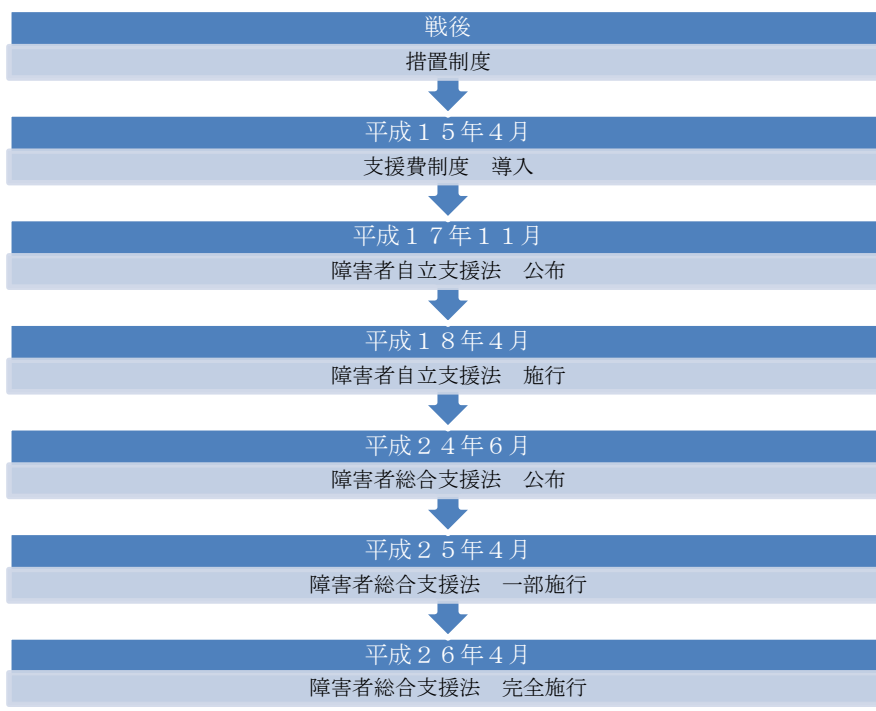 戦後
措置制度
平成１５年４月
支援費制度　導入
平成１７年１１月
障害者自立支援法　公布
平成１８年４月
障害者自立支援法　施行
平成２４年６月
障害者総合支援法　公布
平成２５年４月
障害者総合支援法　一部施行
平成２６年４月
障害者総合支援法　完全施行